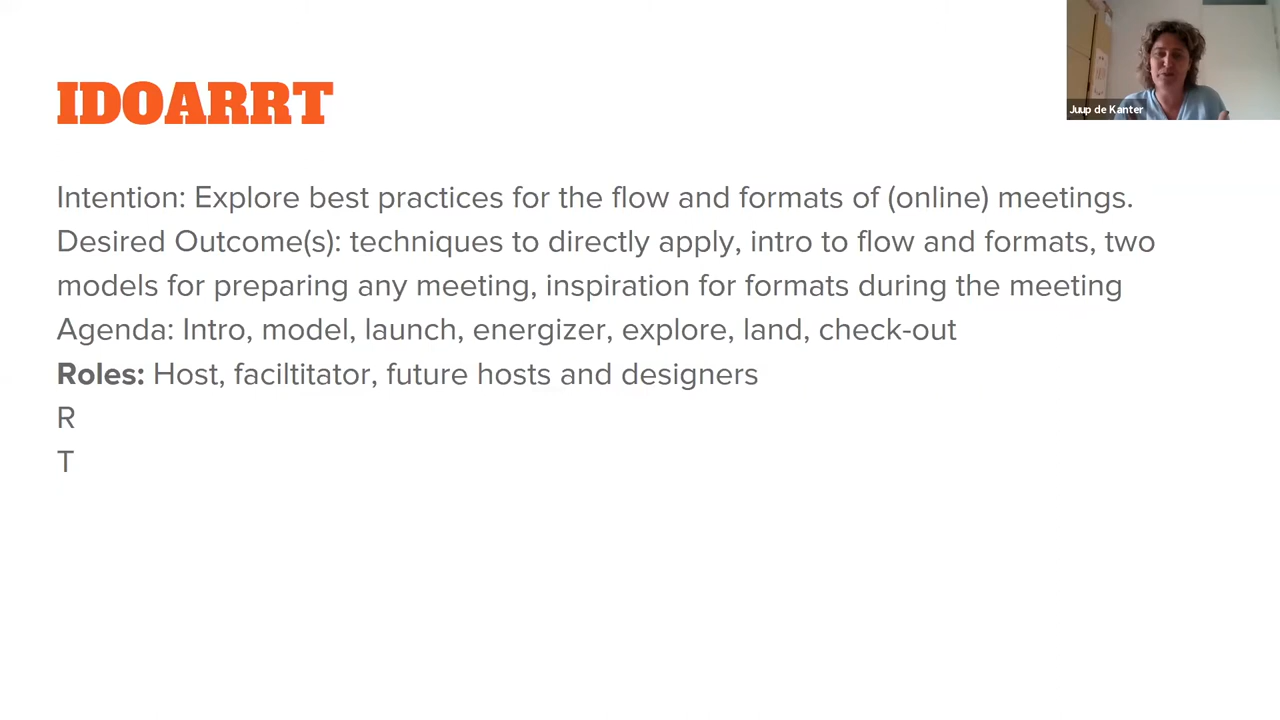 IDOARRT
Juup de Kanter
Intention: Explore best practices for the flow and formats of (online) meetings.
Desired Outcome(s): techniques to directly apply, intro to flow and formats, two
models for preparing any meeting, inspiration for formats during the meeting
Agenda: Intro, model, launch, energizer, explore, land, check-out
Roles: Host, faciltitator, future hosts and designers
R
T